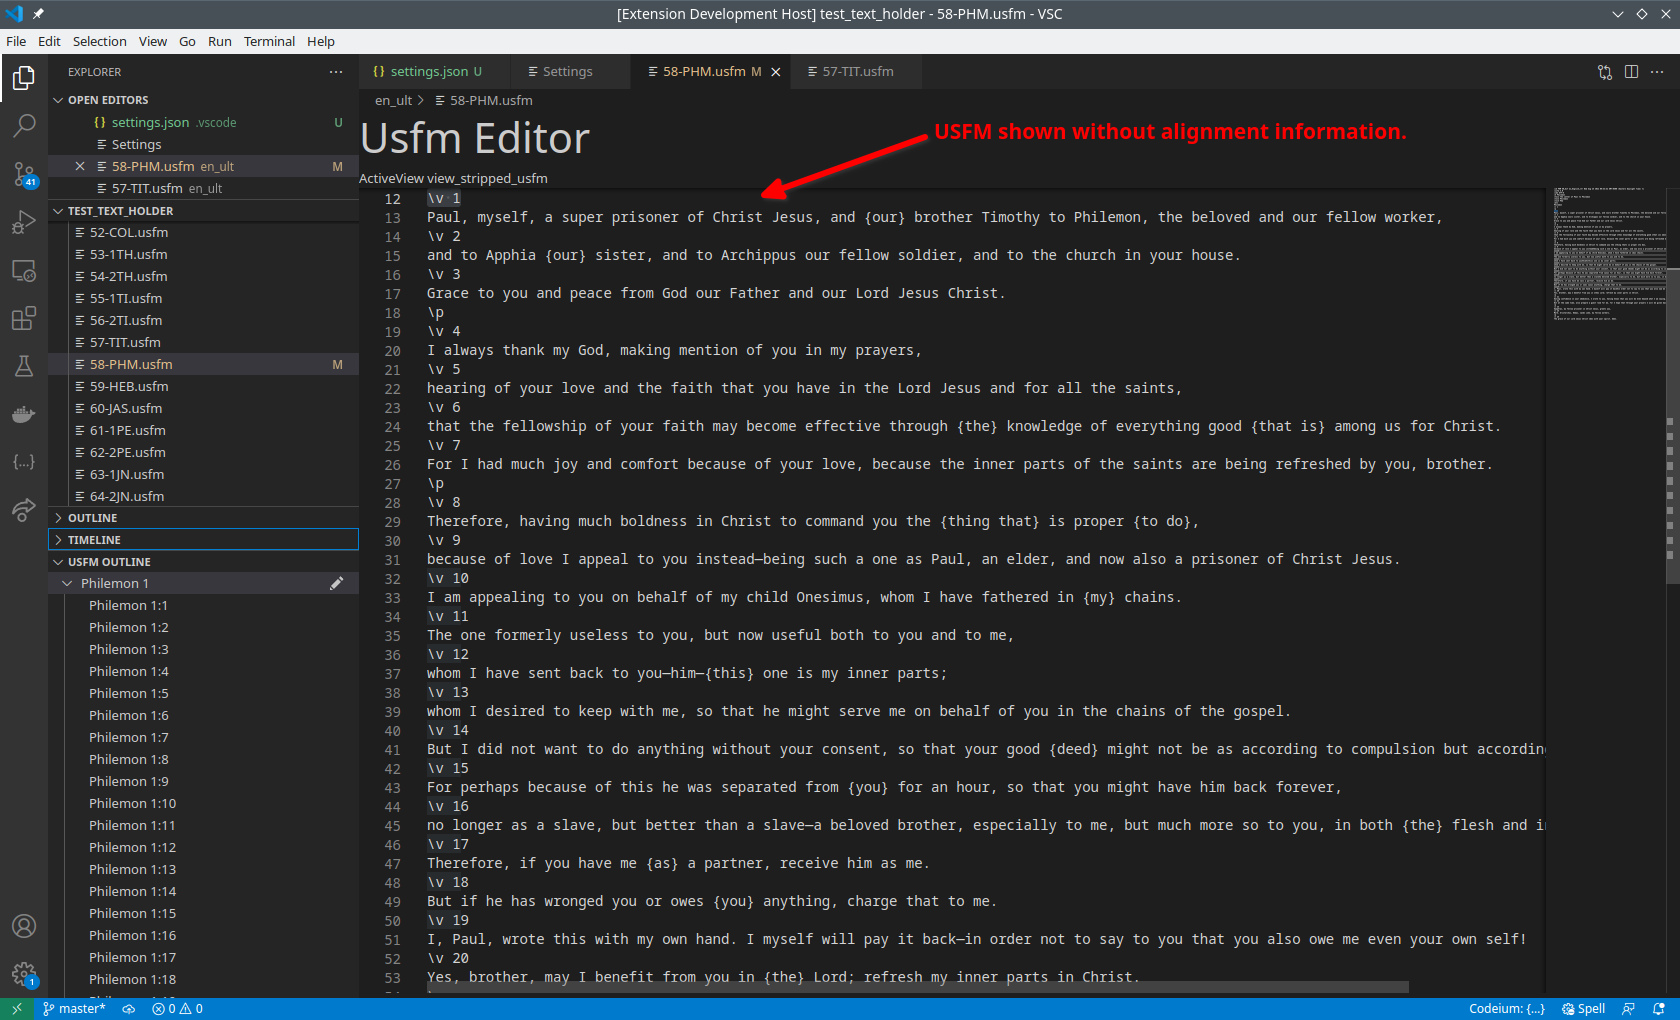 [Extension Development Host] test_text_holder - 58-PHM.usfm - VSC
File Edit Selection View Go Run Terminal Help
EXPLORER ···
OPEN EDITORS
{} settings.json .vscode U
Settings
58-PHM.usfm en_ult M
57-TIT.usfm en_ult
TEST_TEXT_HOLDER
52-COL.usfm
53-1TH.usfm
54-2TH.usfm
55-1TI.usfm
56-2TI.usfm
57-TIT.usfm
58-PHM.usfm M
59-HEB.usfm
60-JAS.usfm
61-1PE.usfm
62-2PE.usfm
63-1JN.usfm
64-2JN.usfm
OUTLINE
TIMELINE
USFM OUTLINE
Philemon 1
Philemon 1:1
Philemon 1:2
Philemon 1:3
Philemon 1:4
Philemon 1:5
Philemon 1:6
Philemon 1:7
Philemon 1:8
Philemon 1:9
Philemon 1:10
Philemon 1:11
Philemon 1:12
Philemon 1:13
Philemon 1:14
Philemon 1:15
Philemon 1:16
Philemon 1:17
Philemon 1:18
41
1
{} settings.json U Settings 58-PHM.usfm M 57-TIT.usfm ···
en_ult > 58-PHM.usfm
Usfm Editor
USFM shown without alignment information.
ActiveView view_stripped_usfm
12 \v 1
13 Paul, myself, a super prisoner of Christ Jesus, and {our} brother Timothy to Philemon, the beloved and our fellow worker,
14 \v 2
15 and to Apphia {our} sister, and to Archippus our fellow soldier, and to the church in your house.
16 \v 3
17 Grace to you and peace from God our Father and our Lord Jesus Christ.
18 \p
19 \v 4
20 I always thank my God, making mention of you in my prayers,
21 \v 5
22 hearing of your love and the faith that you have in the Lord Jesus and for all the saints,
23 \v 6
24 that the fellowship of your faith may become effective through {the} knowledge of everything good {that is} among us for Christ.
25 \v 7
26 For I had much joy and comfort because of your love, because the inner parts of the saints are being refreshed by you, brother.
27 \p
28 \v 8
29 Therefore, having much boldness in Christ to command you the {thing that} is proper {to do},
30 \v 9
31 because of love I appeal to you instead—being such a one as Paul, an elder, and now also a prisoner of Christ Jesus.
32 \v 10
33 I am appealing to you on behalf of my child Onesimus, whom I have fathered in {my} chains.
34 \v 11
35 The one formerly useless to you, but now useful both to you and to me,
36 \v 12
37 whom I have sent back to you—him—{this} one is my inner parts;
38 \v 13
39 whom I desired to keep with me, so that he might serve me on behalf of you in the chains of the gospel.
40 \v 14
41 But I did not want to do anything without your consent, so that your good {deed} might not be as according to compulsion but accordin
42 \v 15
43 For perhaps because of this he was separated from {you} for an hour, so that you might have him back forever,
44 \v 16
45 no longer as a slave, but better than a slave—a beloved brother, especially to me, but much more so to you, in both {the} flesh and i
46 \v 17
47 Therefore, if you have me {as} a partner, receive him as me.
48 \v 18
49 But if he has wronged you or owes {you} anything, charge that to me.
50 \v 19
51 I, Paul, wrote this with my own hand. I myself will pay it back—in order not to say to you that you also owe me even your own self!
52 \v 20
53 Yes, brother, may I benefit from you in {the} Lord; refresh my inner parts in Christ.
master* 0 0 Codeium: {...} Spell